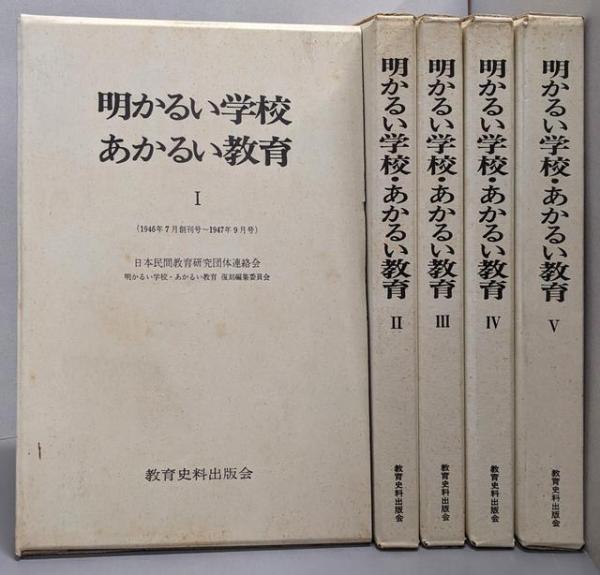 明かるい学校
あかるい教育
I
(1946年7月創刊号~1947年9月号)
日本民間教育研究団体連絡会
明かるい学校・あかるい教育 復刻編集委員会
教育史料出版会
明かるい学校・あかるい教育 II
教育史料出版会
明かるい学校・あかるい教育 III
教育史料出版会
明かるい学校・あかるい教育 IV
教育史料出版会
明かるい学校・あかるい教育 V
教育史料出版会